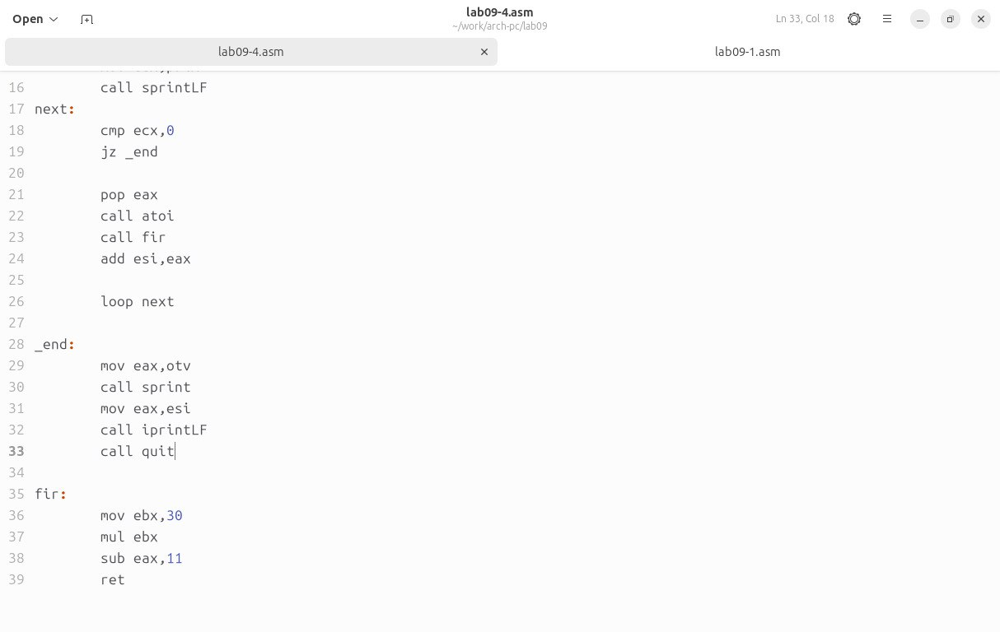 Open
lab09-4.asm
~/work/arch-pc/lab09
Ln 33, Col 18
lab09-4.asm
lab09-1.asm
16 call sprintLF
17 next:
18 cmp ecx,0
19 jz _end
20
21 pop eax
22 call atoi
23 call fir
24 add esi,eax
25
26 loop next
27
28 _end:
29 mov eax,otv
30 call sprint
31 mov eax,esi
32 call iprintLF
33 call quit
34
35 fir:
36 mov ebx,30
37 mul ebx
38 sub eax,11
39 ret